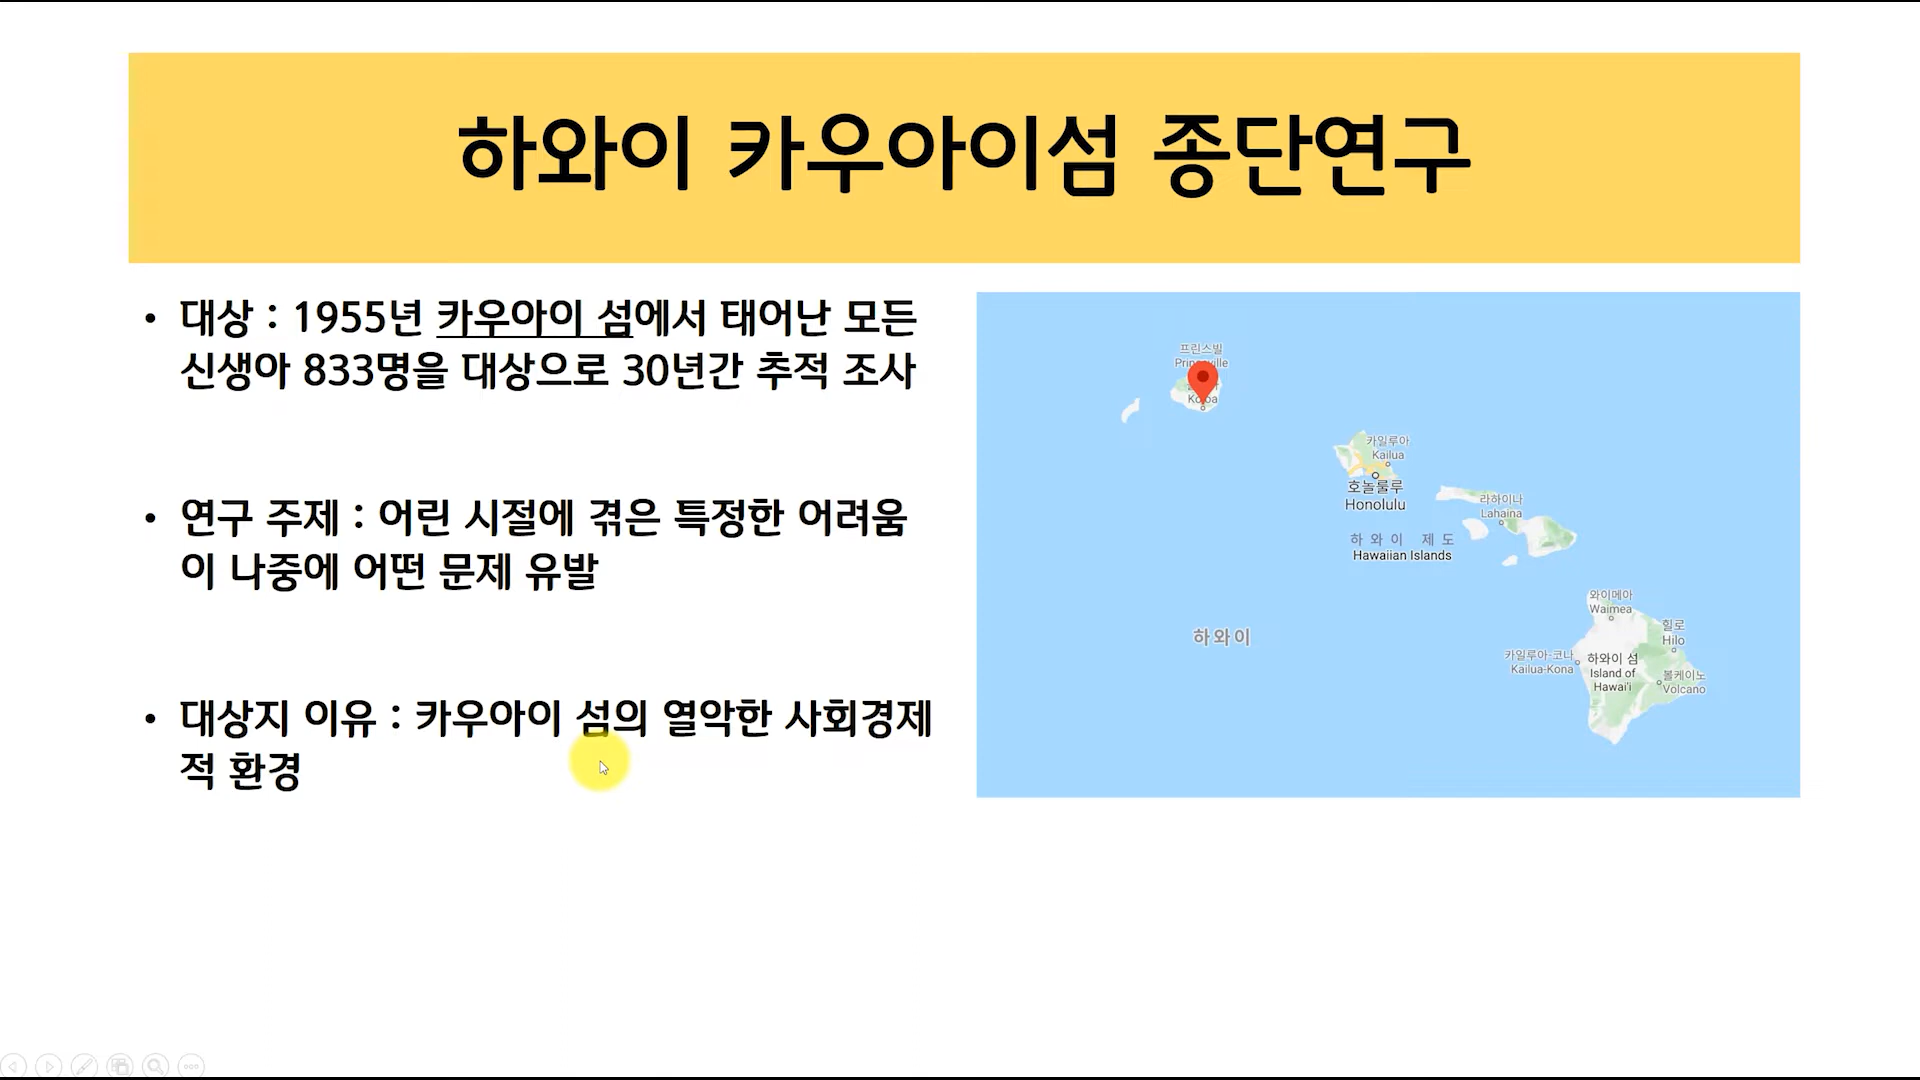 하와이 카우아이섬 종단연구
• 대상 : 1955년 카우아이 섬에서 태어난 모든
신생아 833명을 대상으로 30년간 추적 조사
• 연구 주제 : 어린 시절에 겪은 특정한 어려움
이 나중에 어떤 문제 유발
• 대상지 이유 : 카우아이 섬의 열악한 사회경제
적 환경
프린스빌
카일루아
Kailua
호놀룰루
Honolulu
라하이나
Lahaina
하와이 제도
Hawaiian Islands
와이메아
Waimea
힐로
Hilo
하와이
카일루아-코나
Kailua-Kona
하와이 섬
Island of
Hawai'i
볼케이노
Volcano